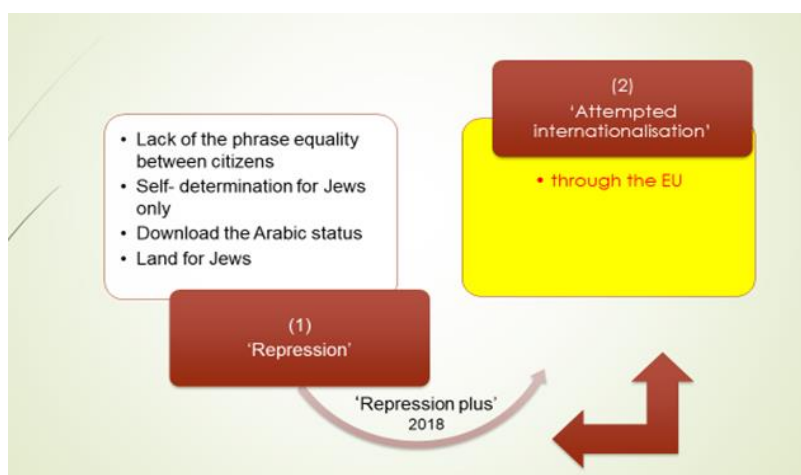 • Lack of the phrase equality
between citizens
• Self- determination for Jews
only
• Download the Arabic status
• Land for Jews
(1)
‘Repression’
‘Repression plus’
2018
(2)
‘Attempted
internationalisation’
• through the EU